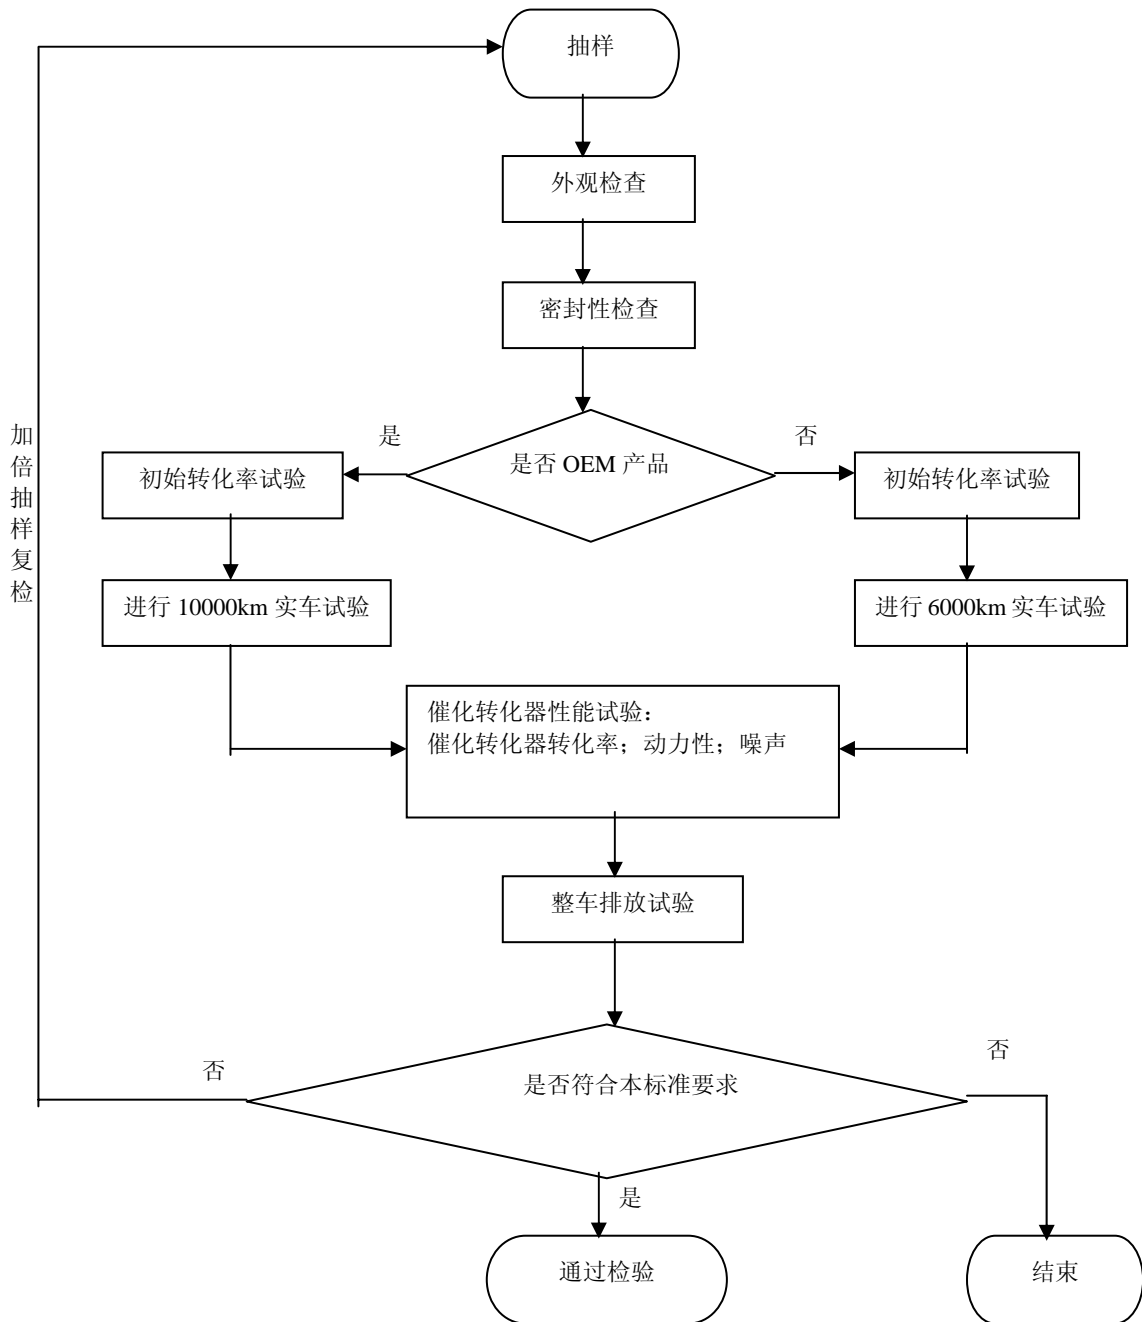 抽样
外观检查
密封性检查
加倍抽样复检
是
否
是否 OEM 产品
初始转化率试验
初始转化率试验
进行 10000km 实车试验
进行 6000km 实车试验
催化转化器性能试验：
催化转化器转化率；动力性；噪声
整车排放试验
否
否
是否符合本标准要求
是
通过检验
结束